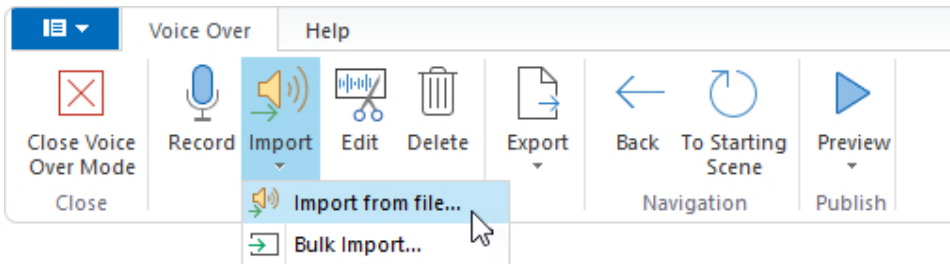 Voice Over
Help
Close Voice
Over Mode
Record
Import
Edit
Delete
Export
Back
To Starting
Scene
Preview
Close
Navigation
Publish
Import from file...
Bulk Import...